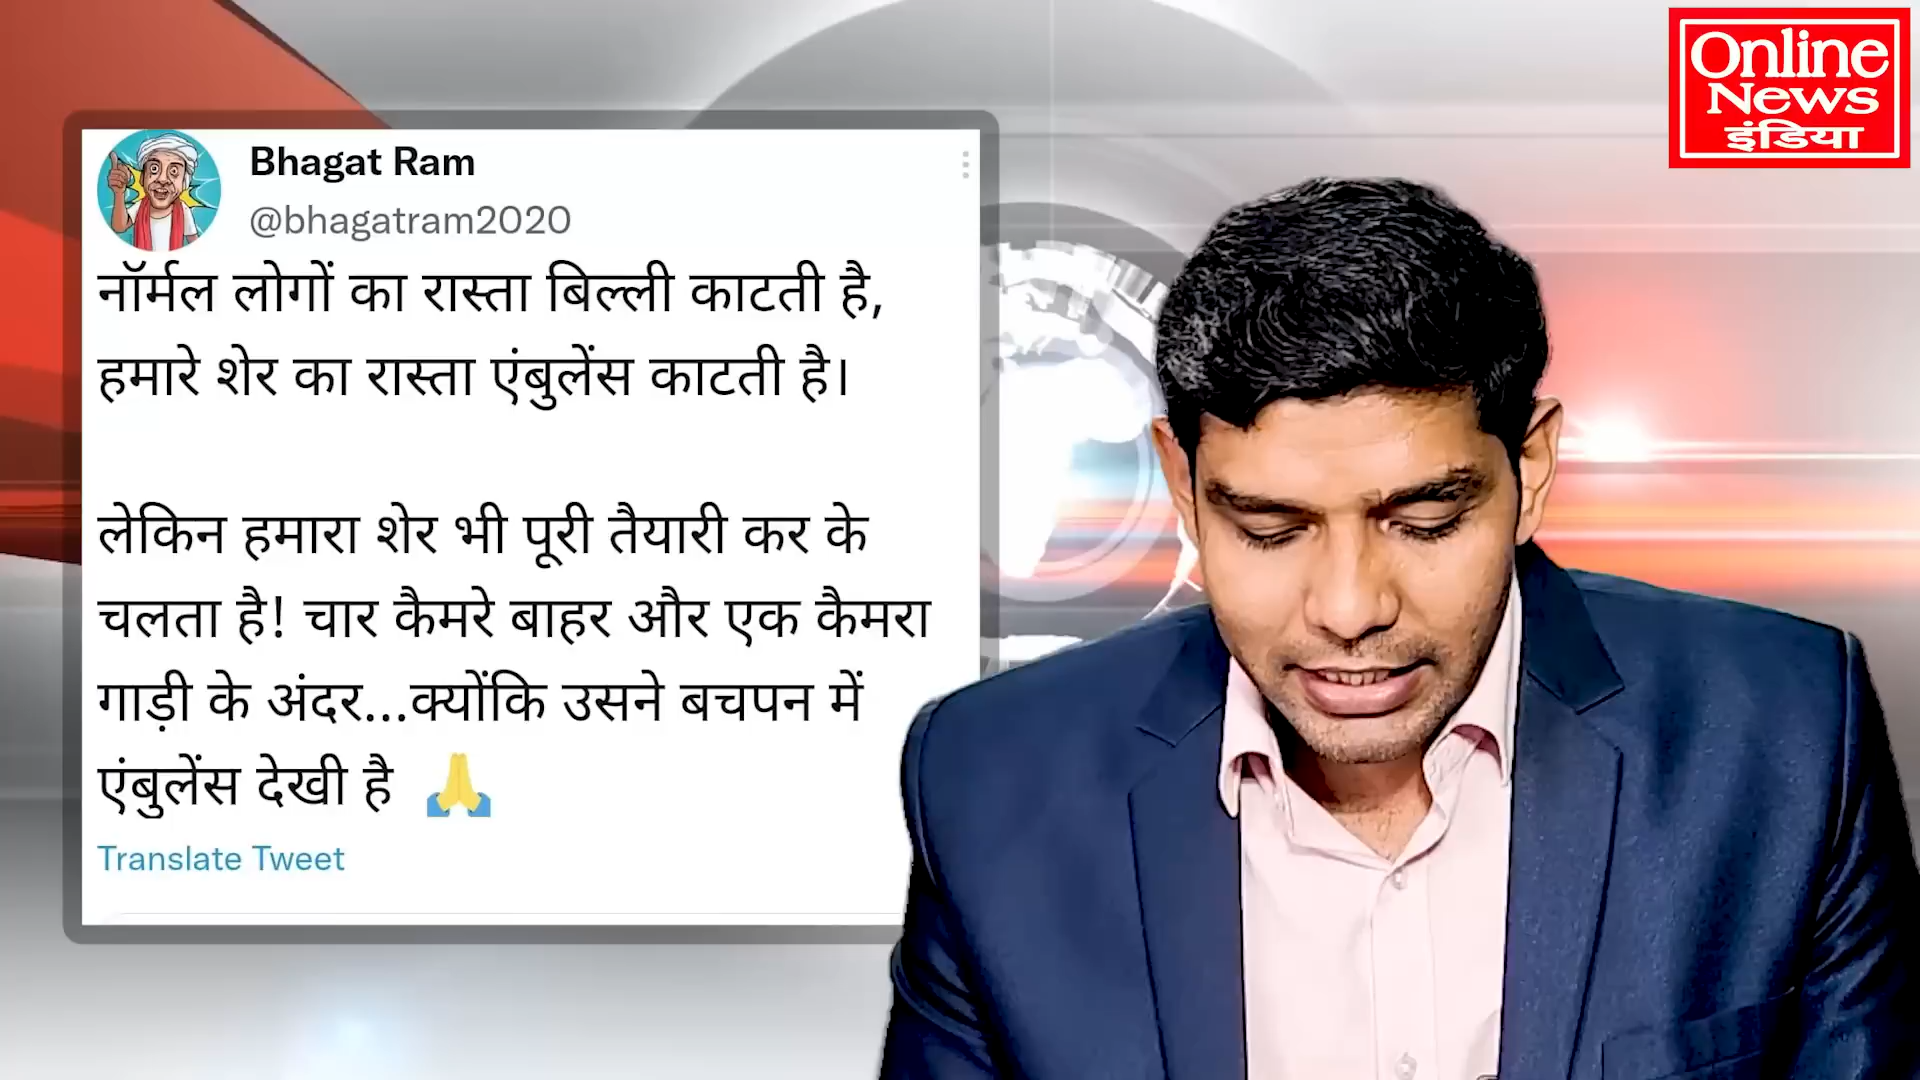 Online
News
इंडिया
Bhagat Ram
@bhagatram2020
नॉर्मल लोगों का रास्ता बिल्ली काटती है,
हमारे शेर का रास्ता एंबुलेंस काटती है।
लेकिन हमारा शेर भी पूरी तैयारी कर के
चलता है! चार कैमरे बाहर और एक कैमरा
गाड़ी के अंदर...क्योंकि उसने बचपन में
एंबुलेंस देखी है 🙏
Translate Tweet